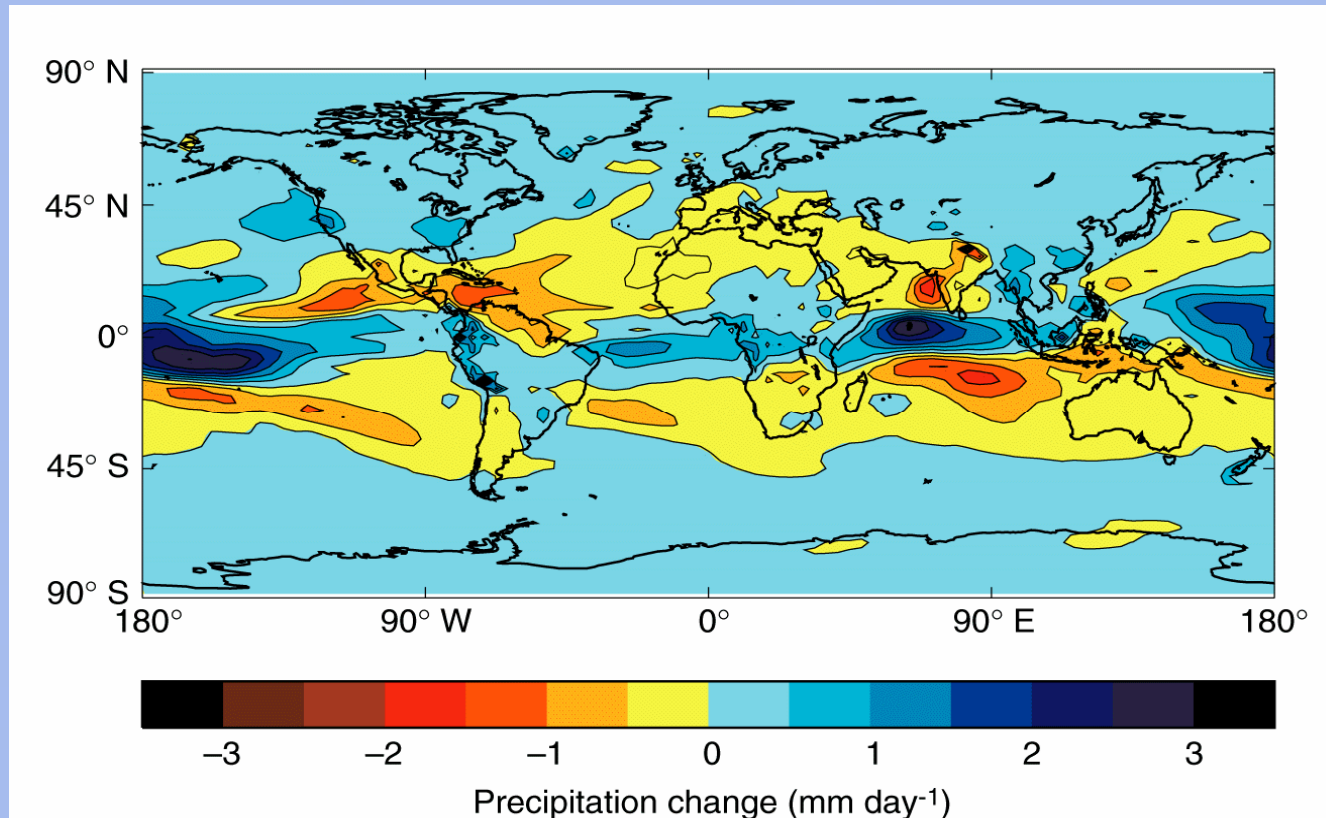 90° N
45° N
0°
45° S
90° S
180° 90° W 0° 90° E 180°
–3 –2 –1 0 1 2 3
Precipitation change (mm day-1)